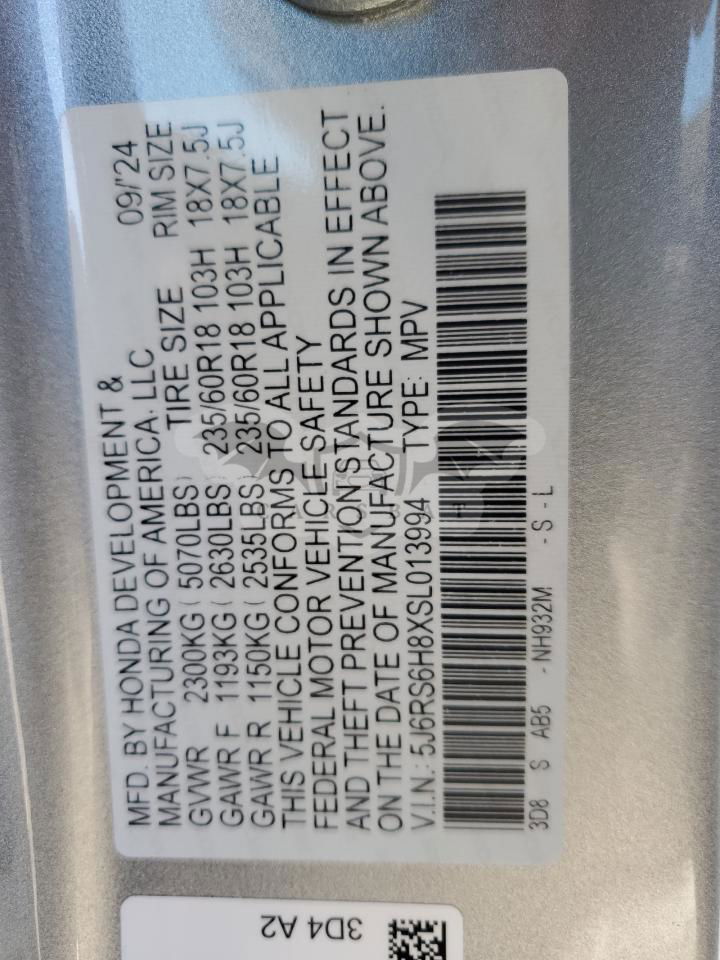 MFD. BY HONDA DEVELOPMENT & 09/'24
MANUFACTURING OF AMERICA. LLC
TIRE SIZE RIM SIZE
GVWR 2300KG ( 5070LBS)
GAWR F 1193KG ( 2630LBS) 235/60R18 103H 18X7.5J
GAWR R 1150KG ( 2535LBS) 235/60R18 103H 18X7.5J
THIS VEHICLE CONFORMS TO ALL APPLICABLE
FEDERAL MOTOR VEHICLE SAFETY
AND THEFT PREVENTION STANDARDS IN EFFECT
ON THE DATE OF MANUFACTURE SHOWN ABOVE.
V.I.N.: 5J6RS6H8XSL013994 TYPE: MPV
3D8 S AB5 - NH932M - S - L
3D4 A2